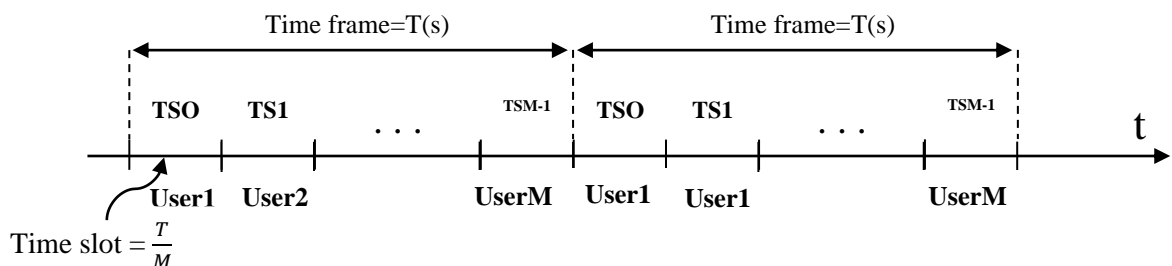 Time frame=T(s) Time frame=T(s)
TSO TS1 TSM-1 TSO TS1 TSM-1
. . . . . . t
User1 User2 UserM User1 User1 UserM
Time slot = T/M